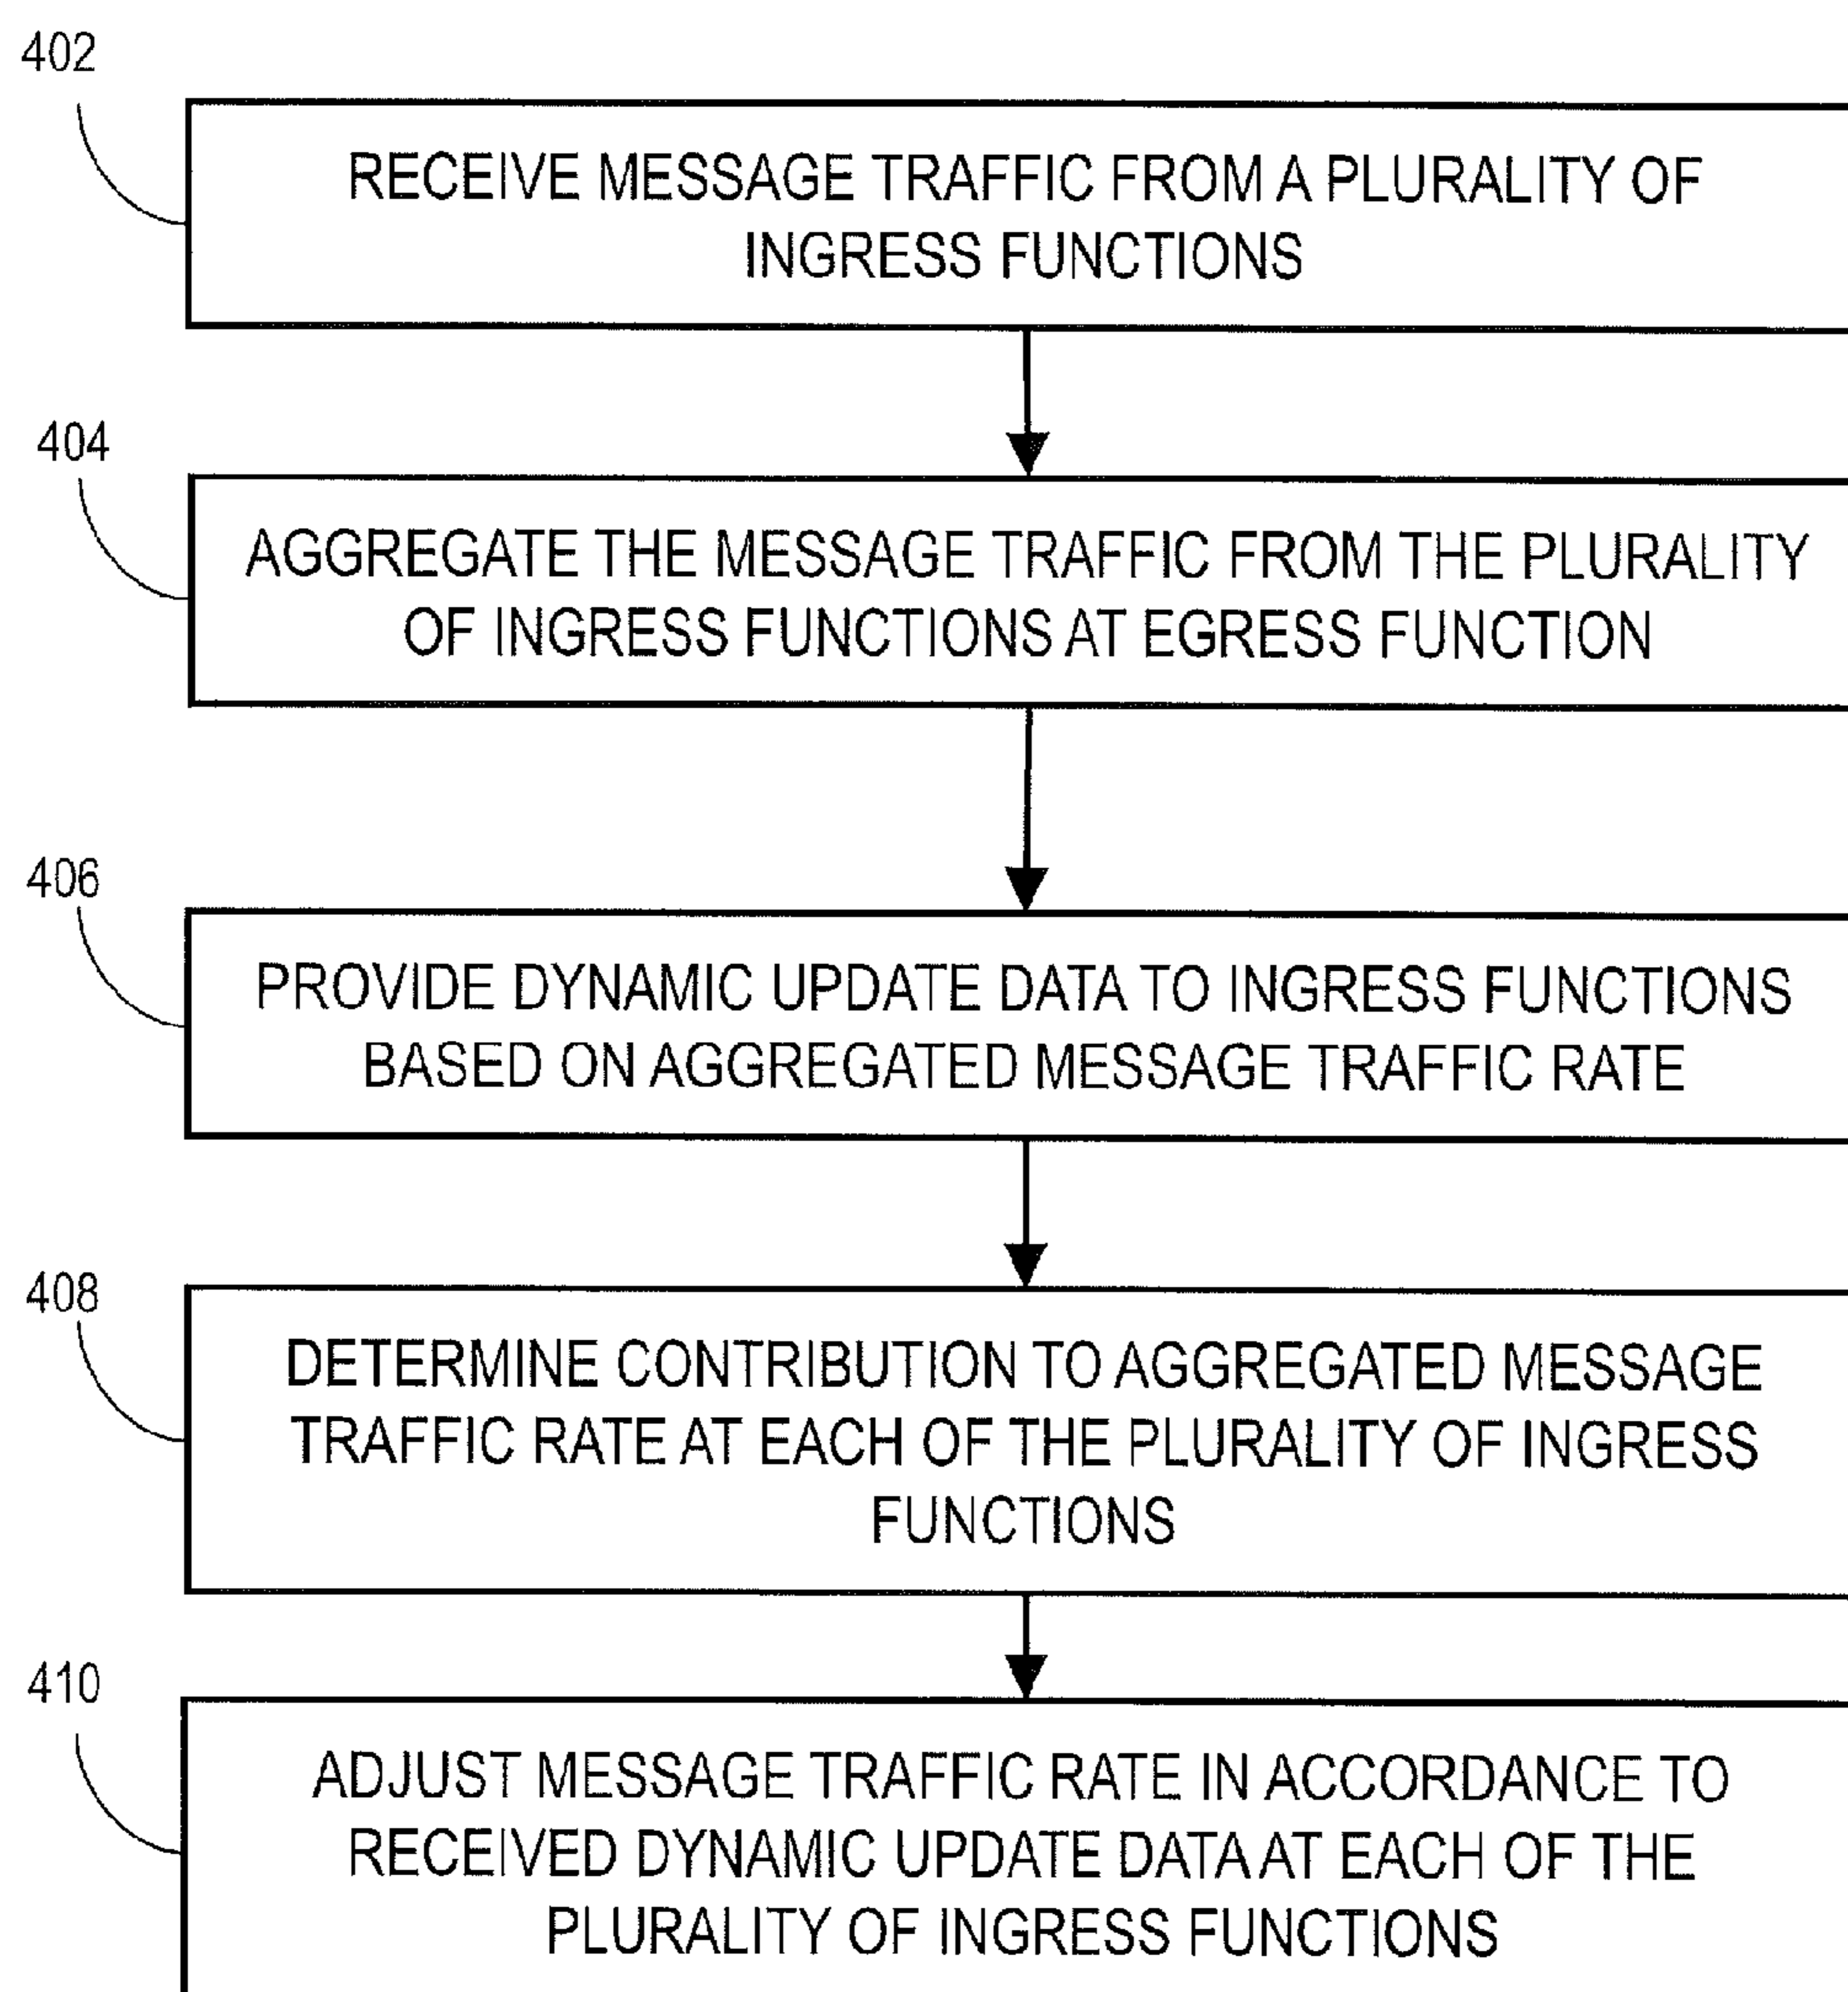 402
RECEIVE MESSAGE TRAFFIC FROM A PLURALITY OF
INGRESS FUNCTIONS
404
AGGREGATE THE MESSAGE TRAFFIC FROM THE PLURALITY
OF INGRESS FUNCTIONS AT EGRESS FUNCTION
406
PROVIDE DYNAMIC UPDATE DATA TO INGRESS FUNCTIONS
BASED ON AGGREGATED MESSAGE TRAFFIC RATE
408
DETERMINE CONTRIBUTION TO AGGREGATED MESSAGE
TRAFFIC RATE AT EACH OF THE PLURALITY OF INGRESS
FUNCTIONS
410
ADJUST MESSAGE TRAFFIC RATE IN ACCORDANCE TO
RECEIVED DYNAMIC UPDATE DATA AT EACH OF THE
PLURALITY OF INGRESS FUNCTIONS